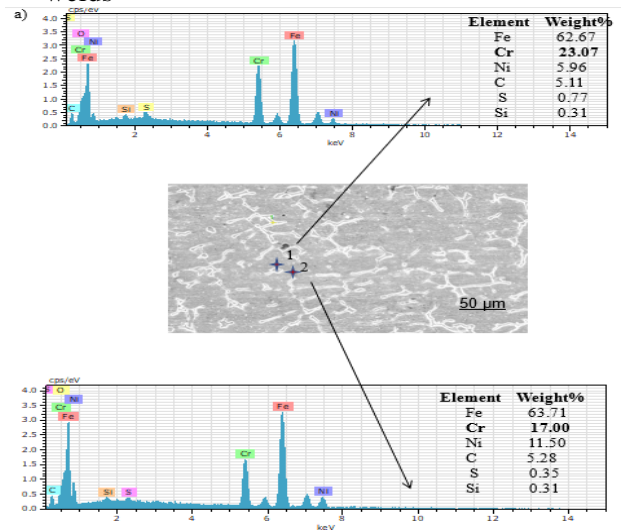 a)
cps/eV
Element Weight%
Fe 62.67
Cr 23.07
Ni 5.96
C 5.11
S 0.77
Si 0.31
4.0
3.5
3.0
2.5
2.0
1.5
1.0
0.5
0.0
S
O
Ni
Cr
Fe
C
Si
S
Cr
Fe
Ni
2 4 6 8 10 12 14
keV
1
2
50 µm
cps/eV
Element Weight%
Fe 63.71
Cr 17.00
Ni 11.50
C 5.28
S 0.35
Si 0.31
4.0
3.5
3.0
2.5
2.0
1.5
1.0
0.5
0.0
S
O
Ni
Cr
Fe
C
Si
S
Cr
Fe
Ni
2 4 6 8 10 12 14
keV